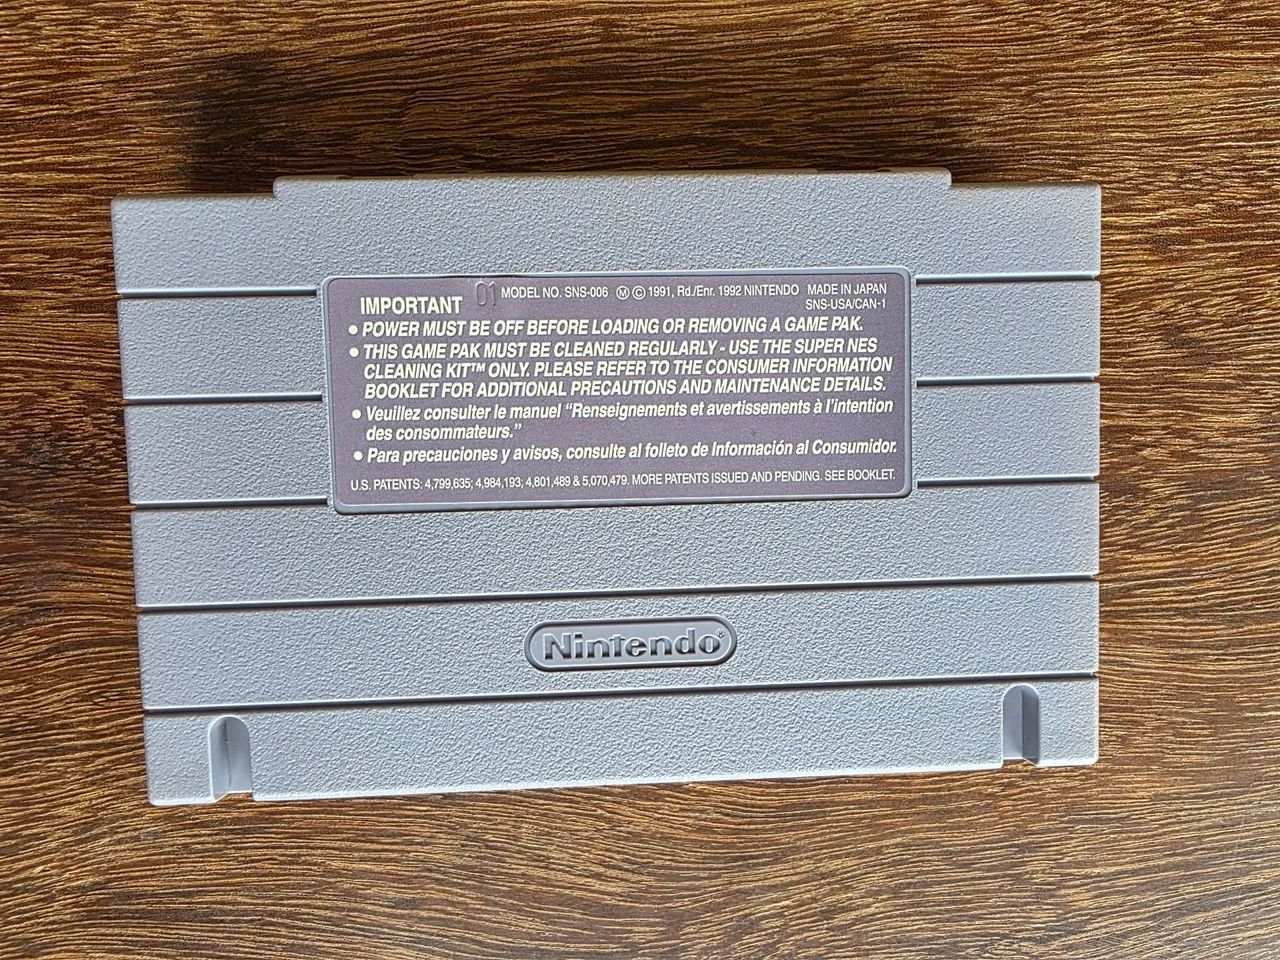 IMPORTANT 01 MODEL NO. SNS-006 Ⓜ © 1991, Rd./Enr. 1992 NINTENDO MADE IN JAPAN
SNS-USA/CAN-1
• POWER MUST BE OFF BEFORE LOADING OR REMOVING A GAME PAK.
• THIS GAME PAK MUST BE CLEANED REGULARLY - USE THE SUPER NES
CLEANING KIT™ ONLY. PLEASE REFER TO THE CONSUMER INFORMATION
BOOKLET FOR ADDITIONAL PRECAUTIONS AND MAINTENANCE DETAILS.
• Veuillez consulter le manuel “Renseignements et avertissements à l’intention
des consommateurs.”
• Para precauciones y avisos, consulte al folleto de Información al Consumidor.
U.S. PATENTS: 4,799,635; 4,984,193; 4,801,489 & 5,070,479. MORE PATENTS ISSUED AND PENDING. SEE BOOKLET.
Nintendo®